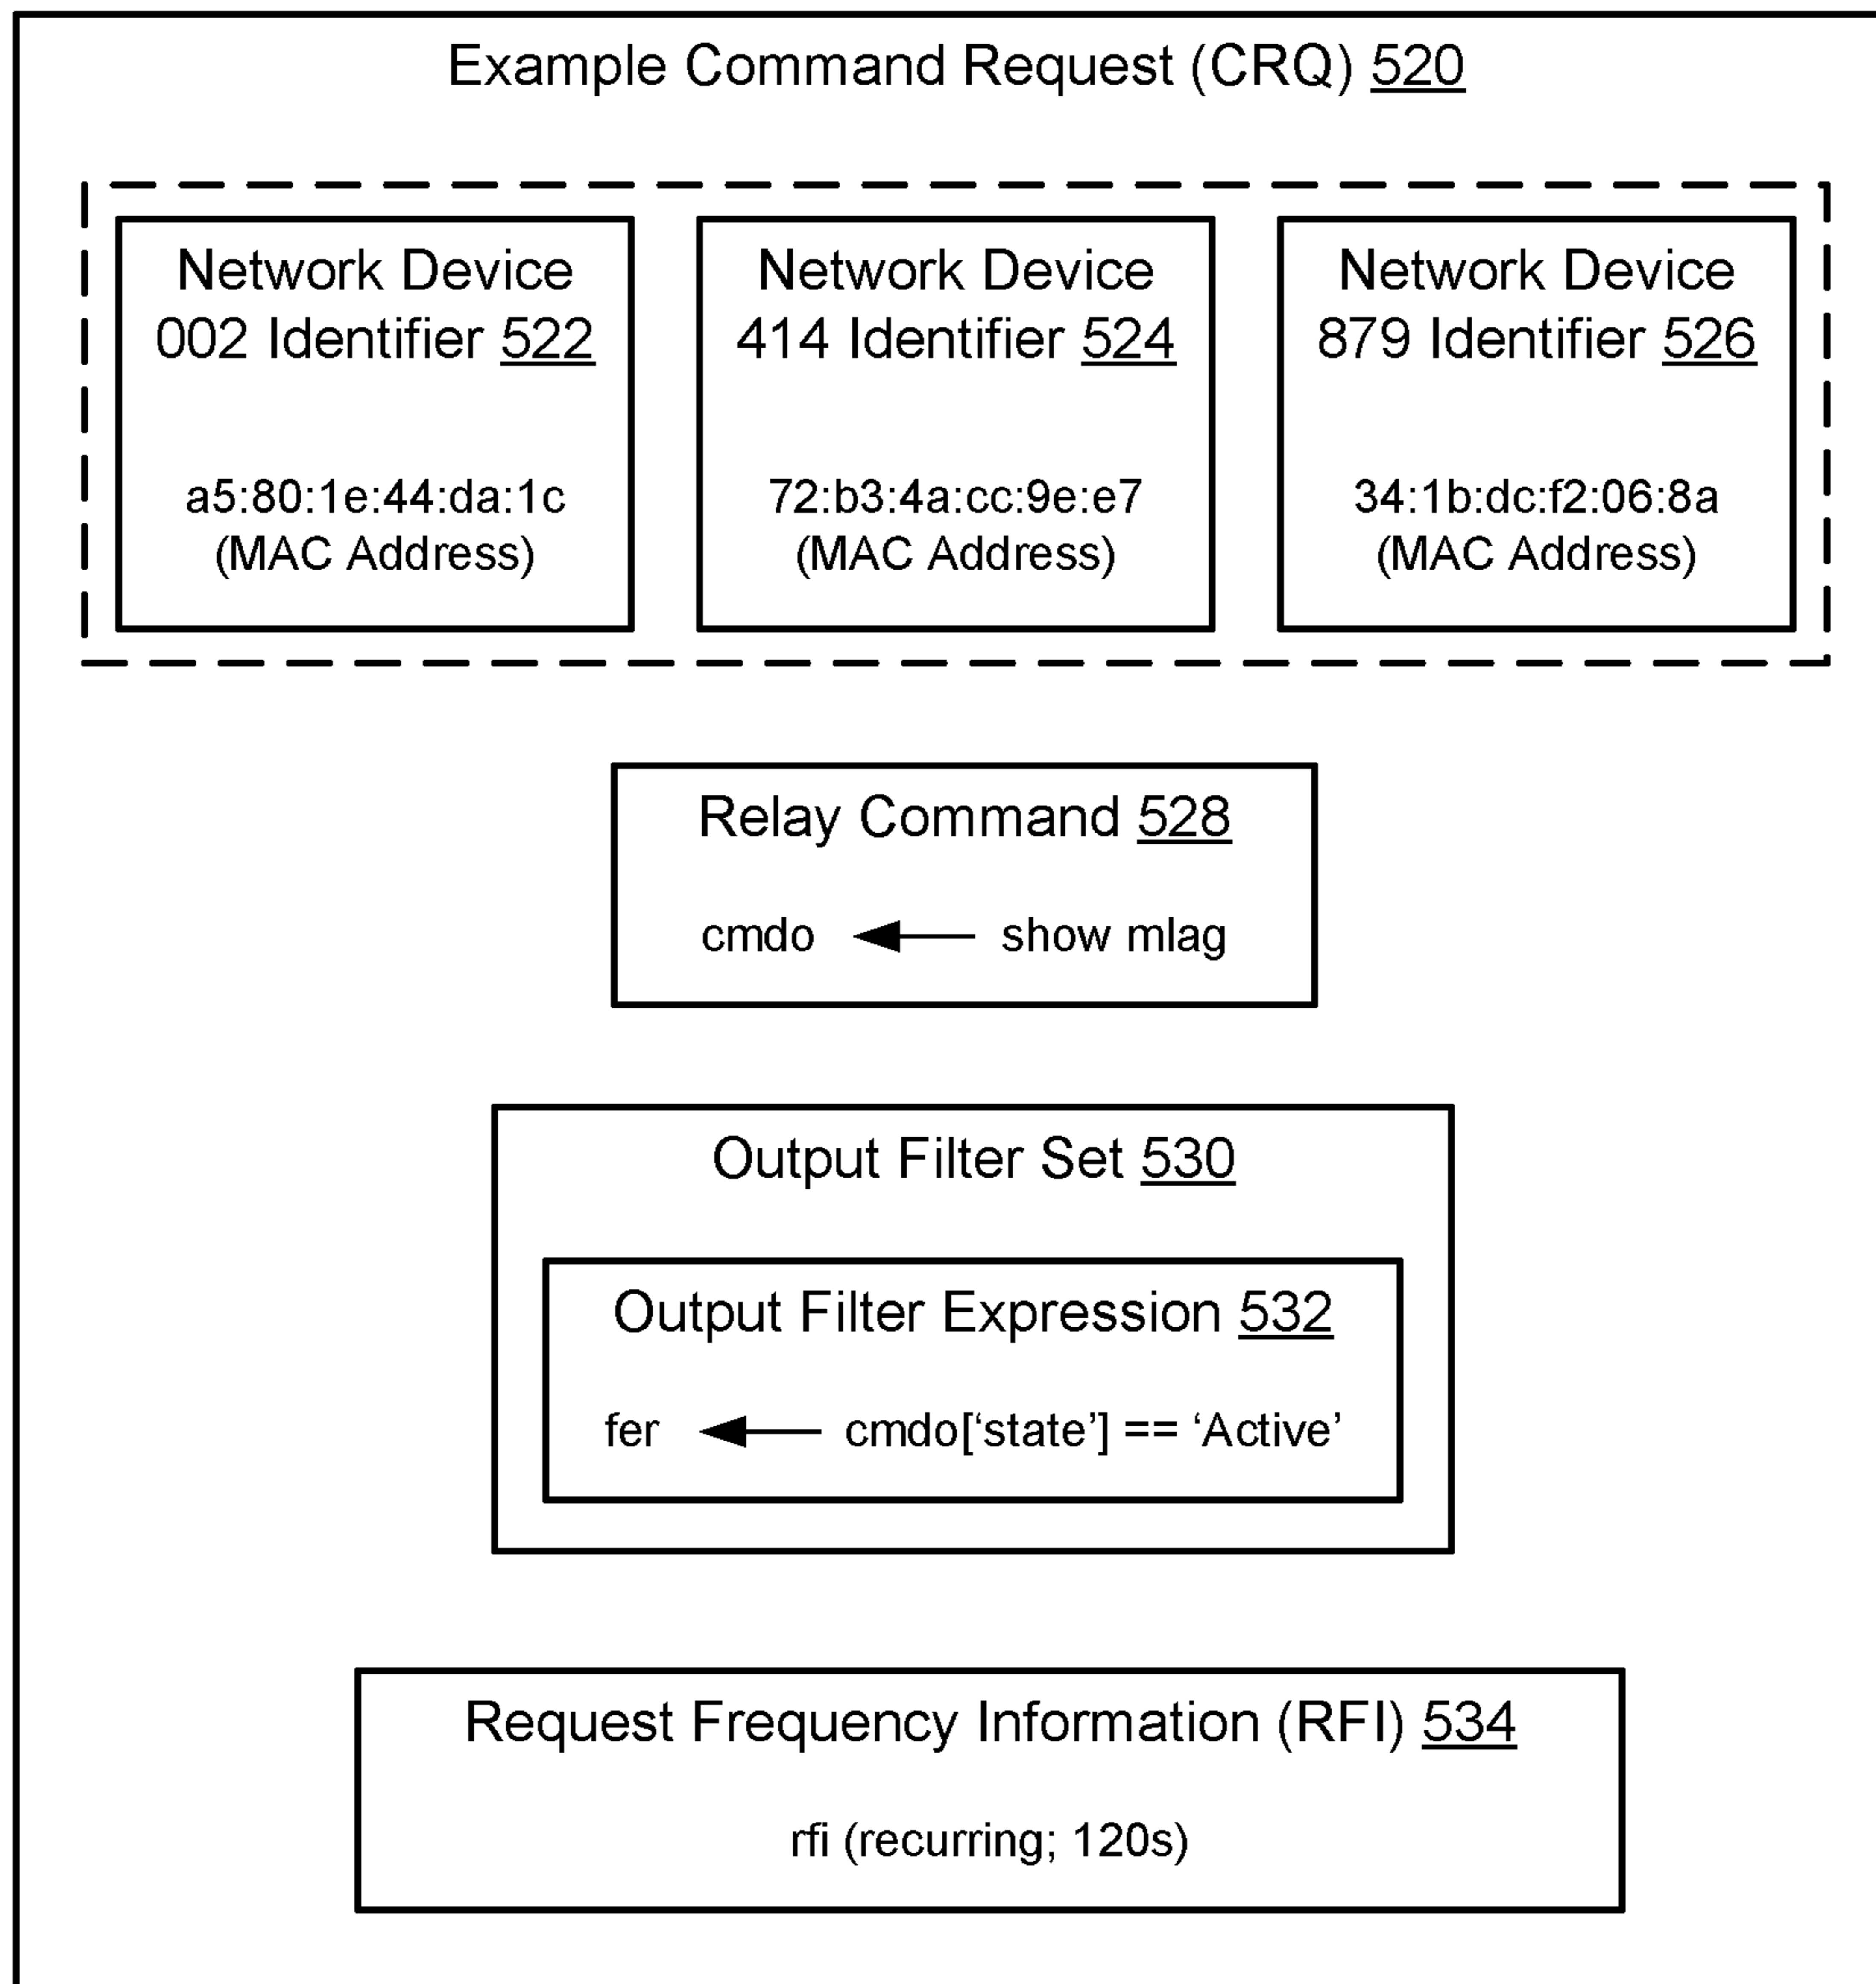 Example Command Request (CRQ) 520
Network Device
002 Identifier 522
a5:80:1e:44:da:1c
(MAC Address)
Network Device
414 Identifier 524
72:b3:4a:cc:9e:e7
(MAC Address)
Network Device
879 Identifier 526
34:1b:dc:f2:06:8a
(MAC Address)
Relay Command 528
cmdo show mlag
Output Filter Set 530
Output Filter Expression 532
fer cmdo[‘state’] == ‘Active’
Request Frequency Information (RFI) 534
rfi (recurring; 120s)